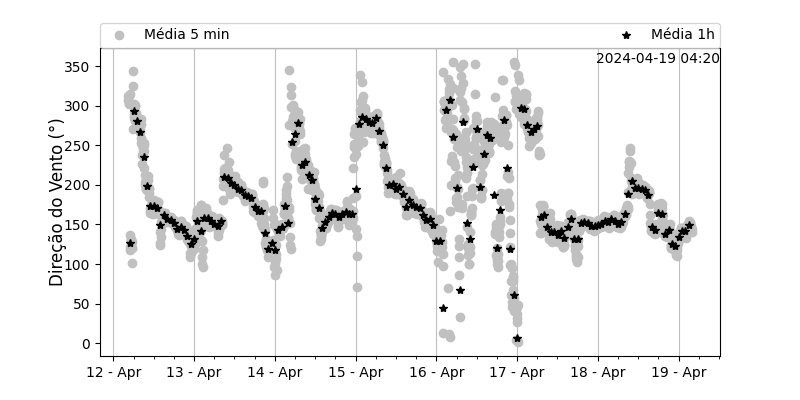 Média 5 min
Média 1h
2024-04-19 04:20
Direção do Vento (°)
350
300
250
200
150
100
50
0
12 - Apr
13 - Apr
14 - Apr
15 - Apr
16 - Apr
17 - Apr
18 - Apr
19 - Apr